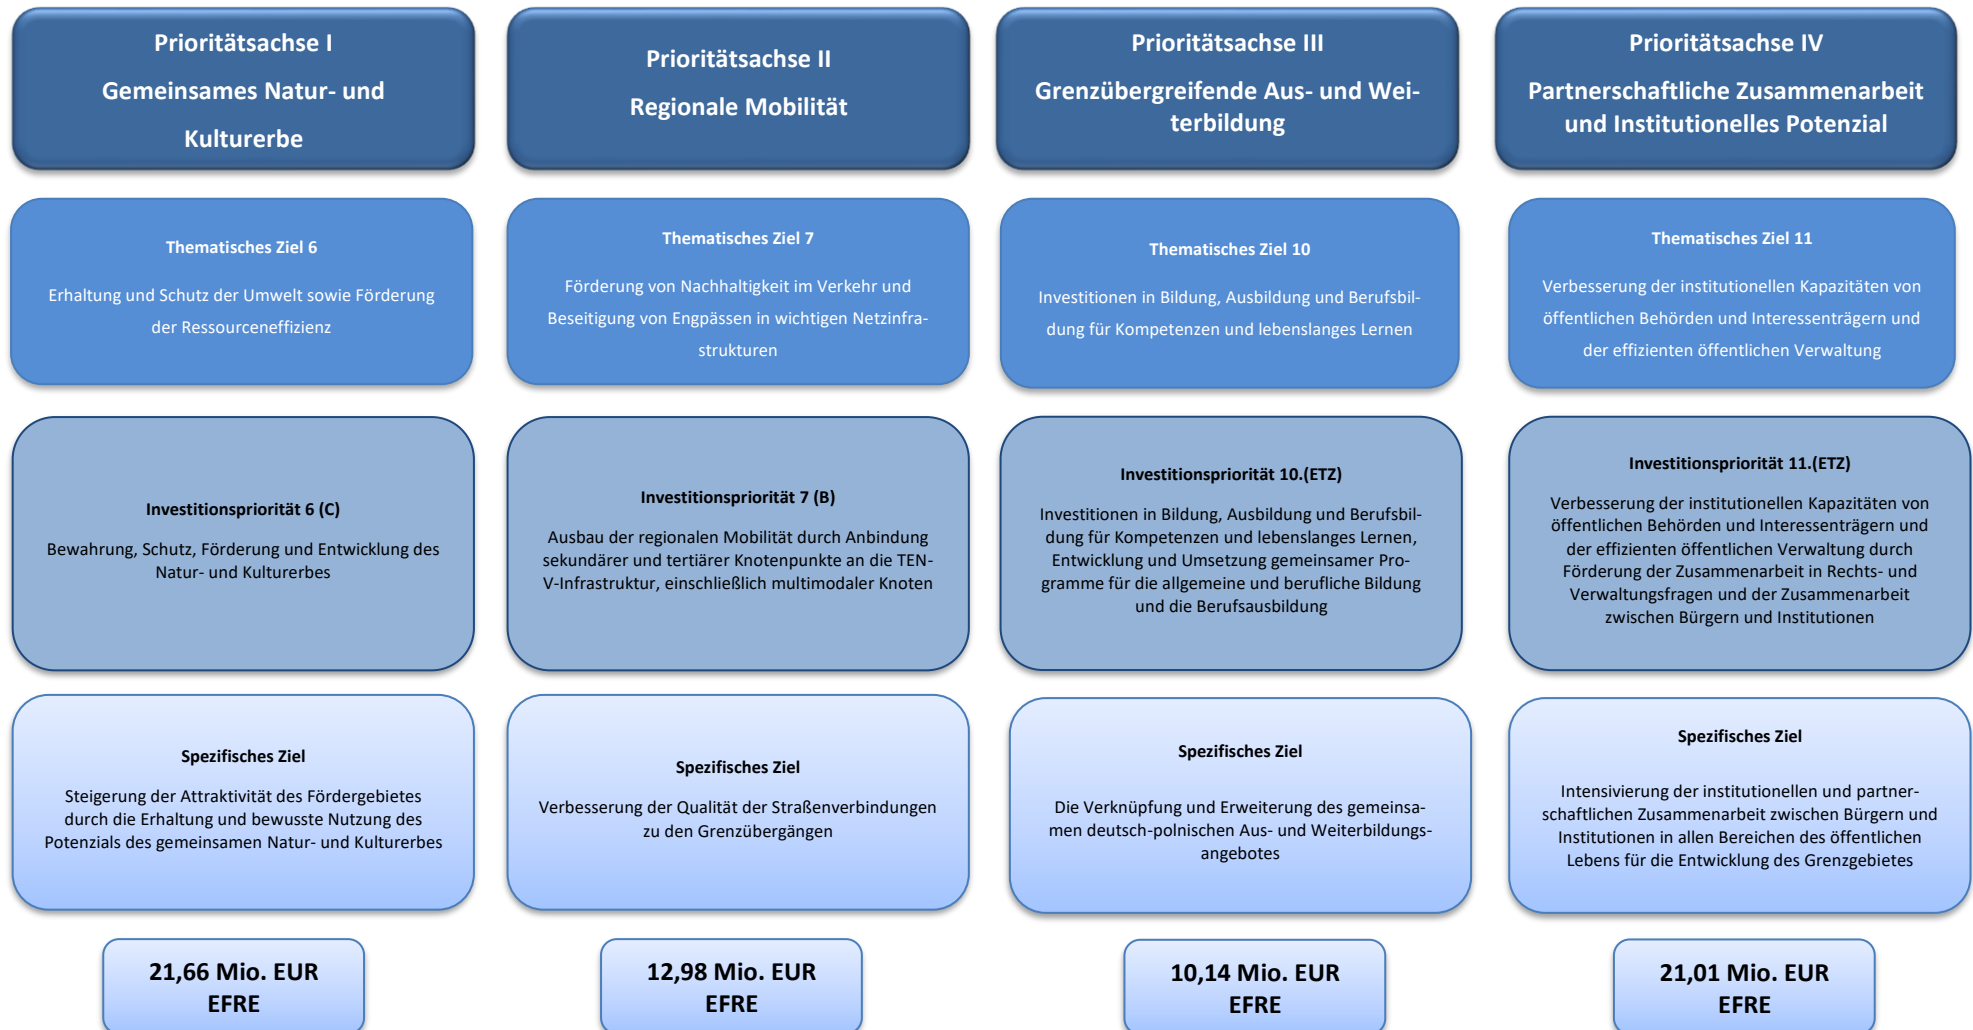 Prioritätsachse I
Gemeinsames Natur- und
Kulturerbe
Prioritätsachse II
Regionale Mobilität
Prioritätsachse III
Grenzübergreifende Aus- und Wei-
terbildung
Prioritätsachse IV
Partnerschaftliche Zusammenarbeit
und Institutionelles Potenzial
Thematisches Ziel 6
Erhaltung und Schutz der Umwelt sowie Förderung
der Ressourceneffizienz
Thematisches Ziel 7
Förderung von Nachhaltigkeit im Verkehr und
Beseitigung von Engpässen in wichtigen Netzinfra-
strukturen
Thematisches Ziel 10
Investitionen in Bildung, Ausbildung und Berufsbil-
dung für Kompetenzen und lebenslanges Lernen
Thematisches Ziel 11
Verbesserung der institutionellen Kapazitäten von
öffentlichen Behörden und Interessenträgern und
der effizienten öffentlichen Verwaltung
Investitionspriorität 6 (C)
Bewahrung, Schutz, Förderung und Entwicklung des
Natur- und Kulturerbes
Investitionspriorität 7 (B)
Ausbau der regionalen Mobilität durch Anbindung
sekundärer und tertiärer Knotenpunkte an die TEN-
V-Infrastruktur, einschließlich multimodaler Knoten
Investitionspriorität 10.(ETZ)
Investitionen in Bildung, Ausbildung und Berufsbil-
dung für Kompetenzen und lebenslanges Lernen,
Entwicklung und Umsetzung gemeinsamer Pro-
gramme für die allgemeine und berufliche Bildung
und die Berufsausbildung
Investitionspriorität 11.(ETZ)
Verbesserung der institutionellen Kapazitäten von
öffentlichen Behörden und Interessenträgern und
der effizienten öffentlichen Verwaltung durch
Förderung der Zusammenarbeit in Rechts- und
Verwaltungsfragen und der Zusammenarbeit
zwischen Bürgern und Institutionen
Spezifisches Ziel
Steigerung der Attraktivität des Fördergebietes
durch die Erhaltung und bewusste Nutzung des
Potenzials des gemeinsamen Natur- und Kulturerbes
Spezifisches Ziel
Verbesserung der Qualität der Straßenverbindungen
zu den Grenzübergängen
Spezifisches Ziel
Die Verknüpfung und Erweiterung des gemeinsa-
men deutsch-polnischen Aus- und Weiterbildungs-
angebotes
Spezifisches Ziel
Intensivierung der institutionellen und partner-
schaftlichen Zusammenarbeit zwischen Bürgern und
Institutionen in allen Bereichen des öffentlichen
Lebens für die Entwicklung des Grenzgebietes
21,66 Mio. EUR
EFRE
12,98 Mio. EUR
EFRE
10,14 Mio. EUR
EFRE
21,01 Mio. EUR
EFRE